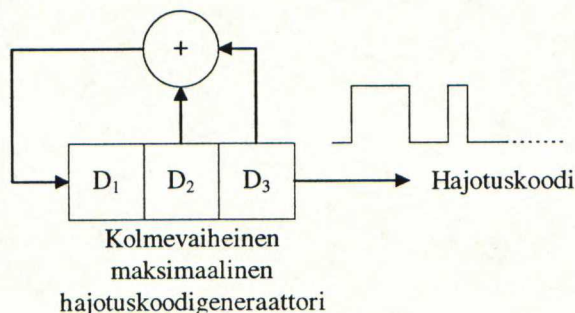 +
D₁ D₂ D₃
Hajotuskoodi
Kolmevaiheinen
maksimaalinen
hajotuskoodigeneraattori